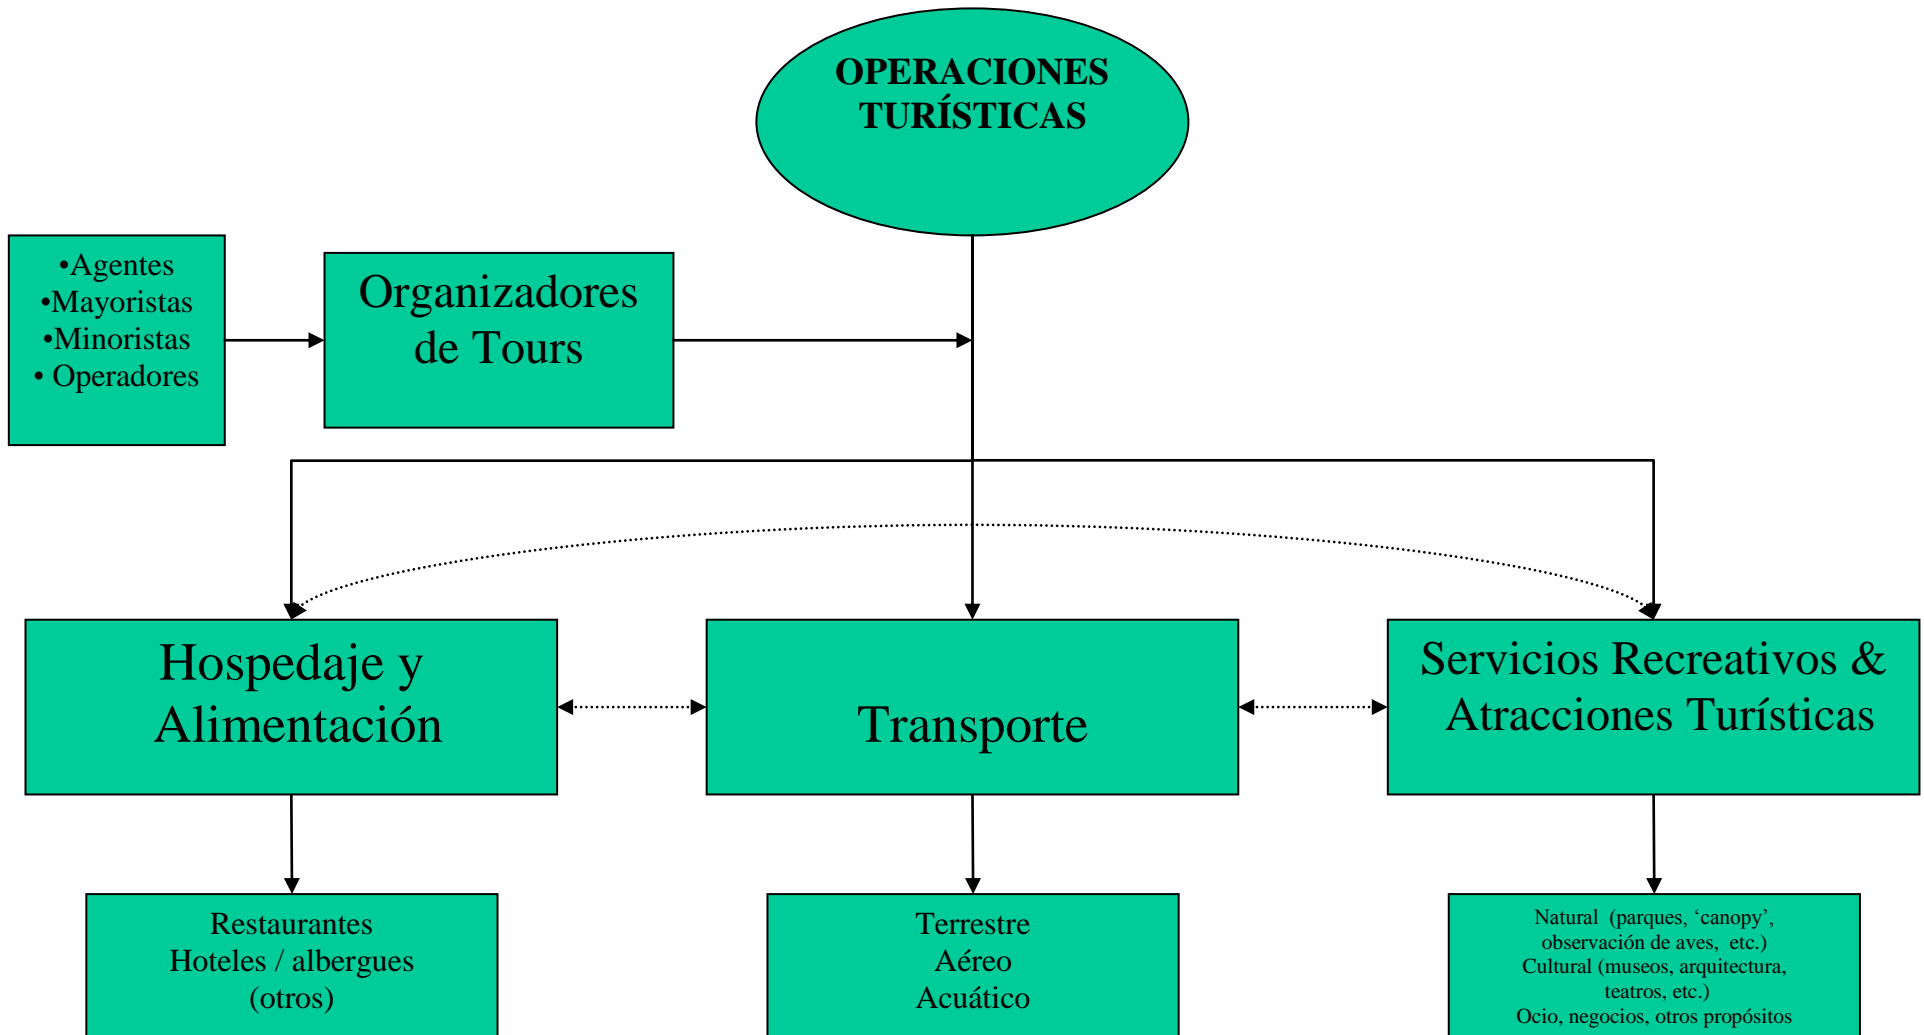 OPERACIONES
TURÍSTICAS
•Agentes
•Mayoristas
•Minoristas
• Operadores
Organizadores
de Tours
Hospedaje y
Alimentación
Transporte
Servicios Recreativos &
Atracciones Turísticas
Restaurantes
Hoteles / albergues
(otros)
Terrestre
Aéreo
Acuático
Natural (parques, ‘canopy’,
observación de aves, etc.)
Cultural (museos, arquitectura,
teatros, etc.)
Ocio, negocios, otros propósitos